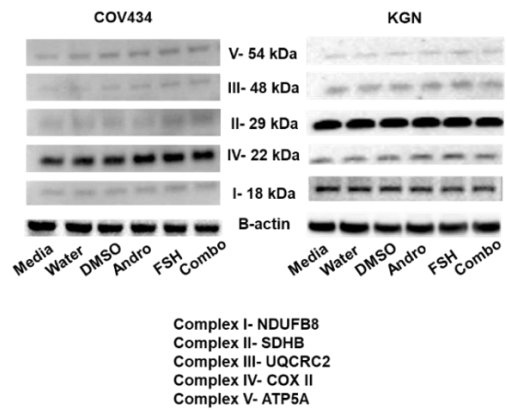 COV434 KGN
V- 54 kDa
III- 48 kDa
II- 29 kDa
IV- 22 kDa
I- 18 kDa
B-actin
Media Water DMSO Andro FSH Combo Media Water DMSO Andro FSH Combo
Complex I- NDUFB8
Complex II- SDHB
Complex III- UQCRC2
Complex IV- COX II
Complex V- ATP5A